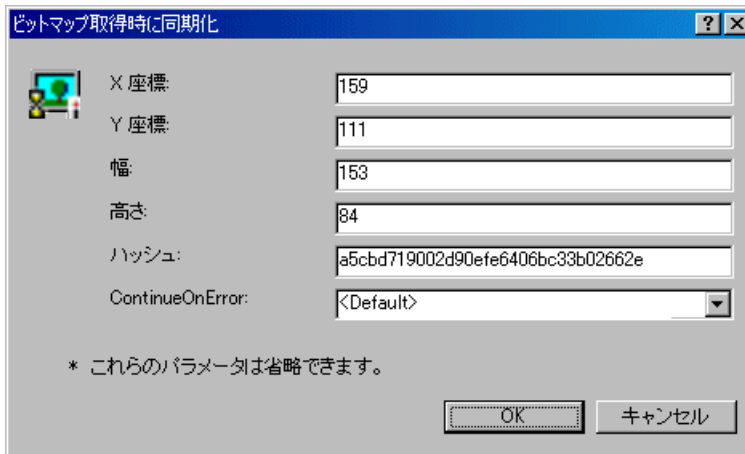 ビットマップ取得時に同期化
X 座標: 159
Y 座標: 111
幅: 153
高さ: 84
ハッシュ: a5cbd719002d90efe6406bc33b02662e
ContinueOnError: <Default>
* これらのパラメータは省略できます。
OK キャンセル